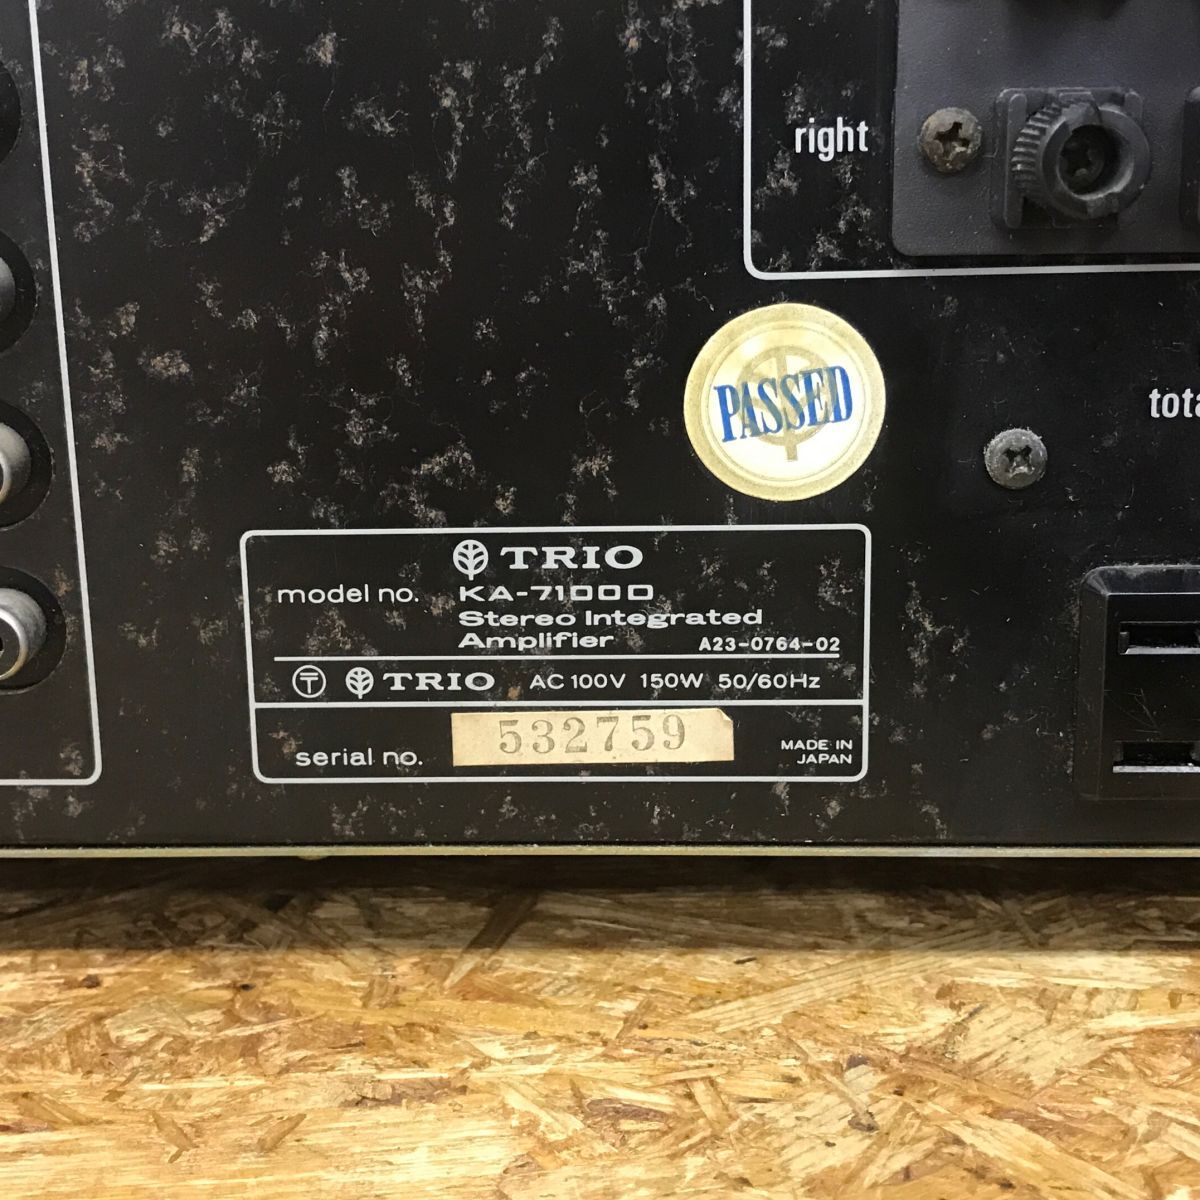 right
PASSED
tota
TRIO
model no. KA-7100D
Stereo Integrated
Amplifier A23-0764-02
〒 TRIO AC 100V 150W 50/60Hz
serial no. 532759
MADE IN
JAPAN